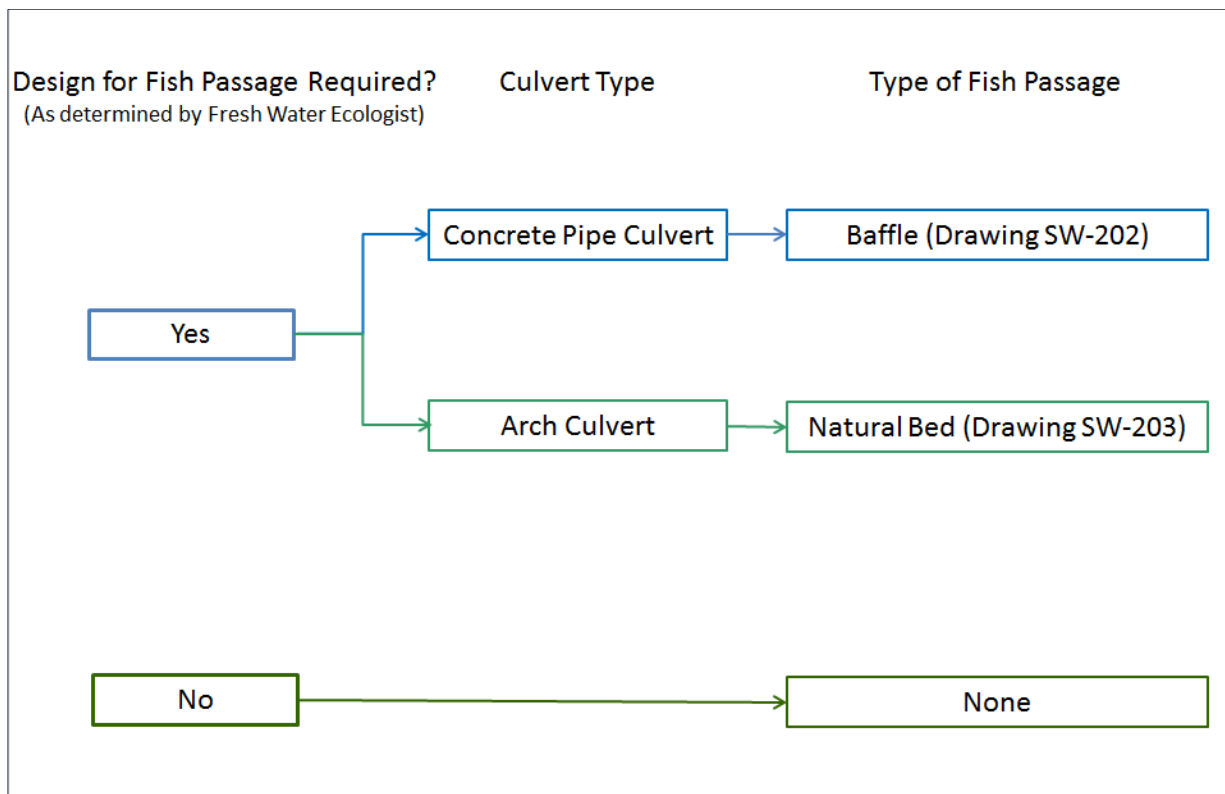 Design for Fish Passage Required?
(As determined by Fresh Water Ecologist)
Culvert Type
Type of Fish Passage
Yes
Concrete Pipe Culvert
Baffle (Drawing SW-202)
Arch Culvert
Natural Bed (Drawing SW-203)
No
None